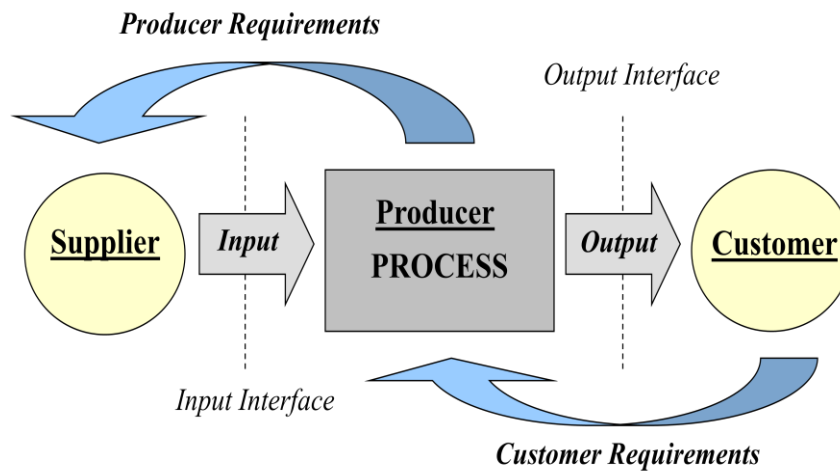 Producer Requirements
Output Interface
Supplier
Input
Producer
PROCESS
Output
Customer
Input Interface
Customer Requirements